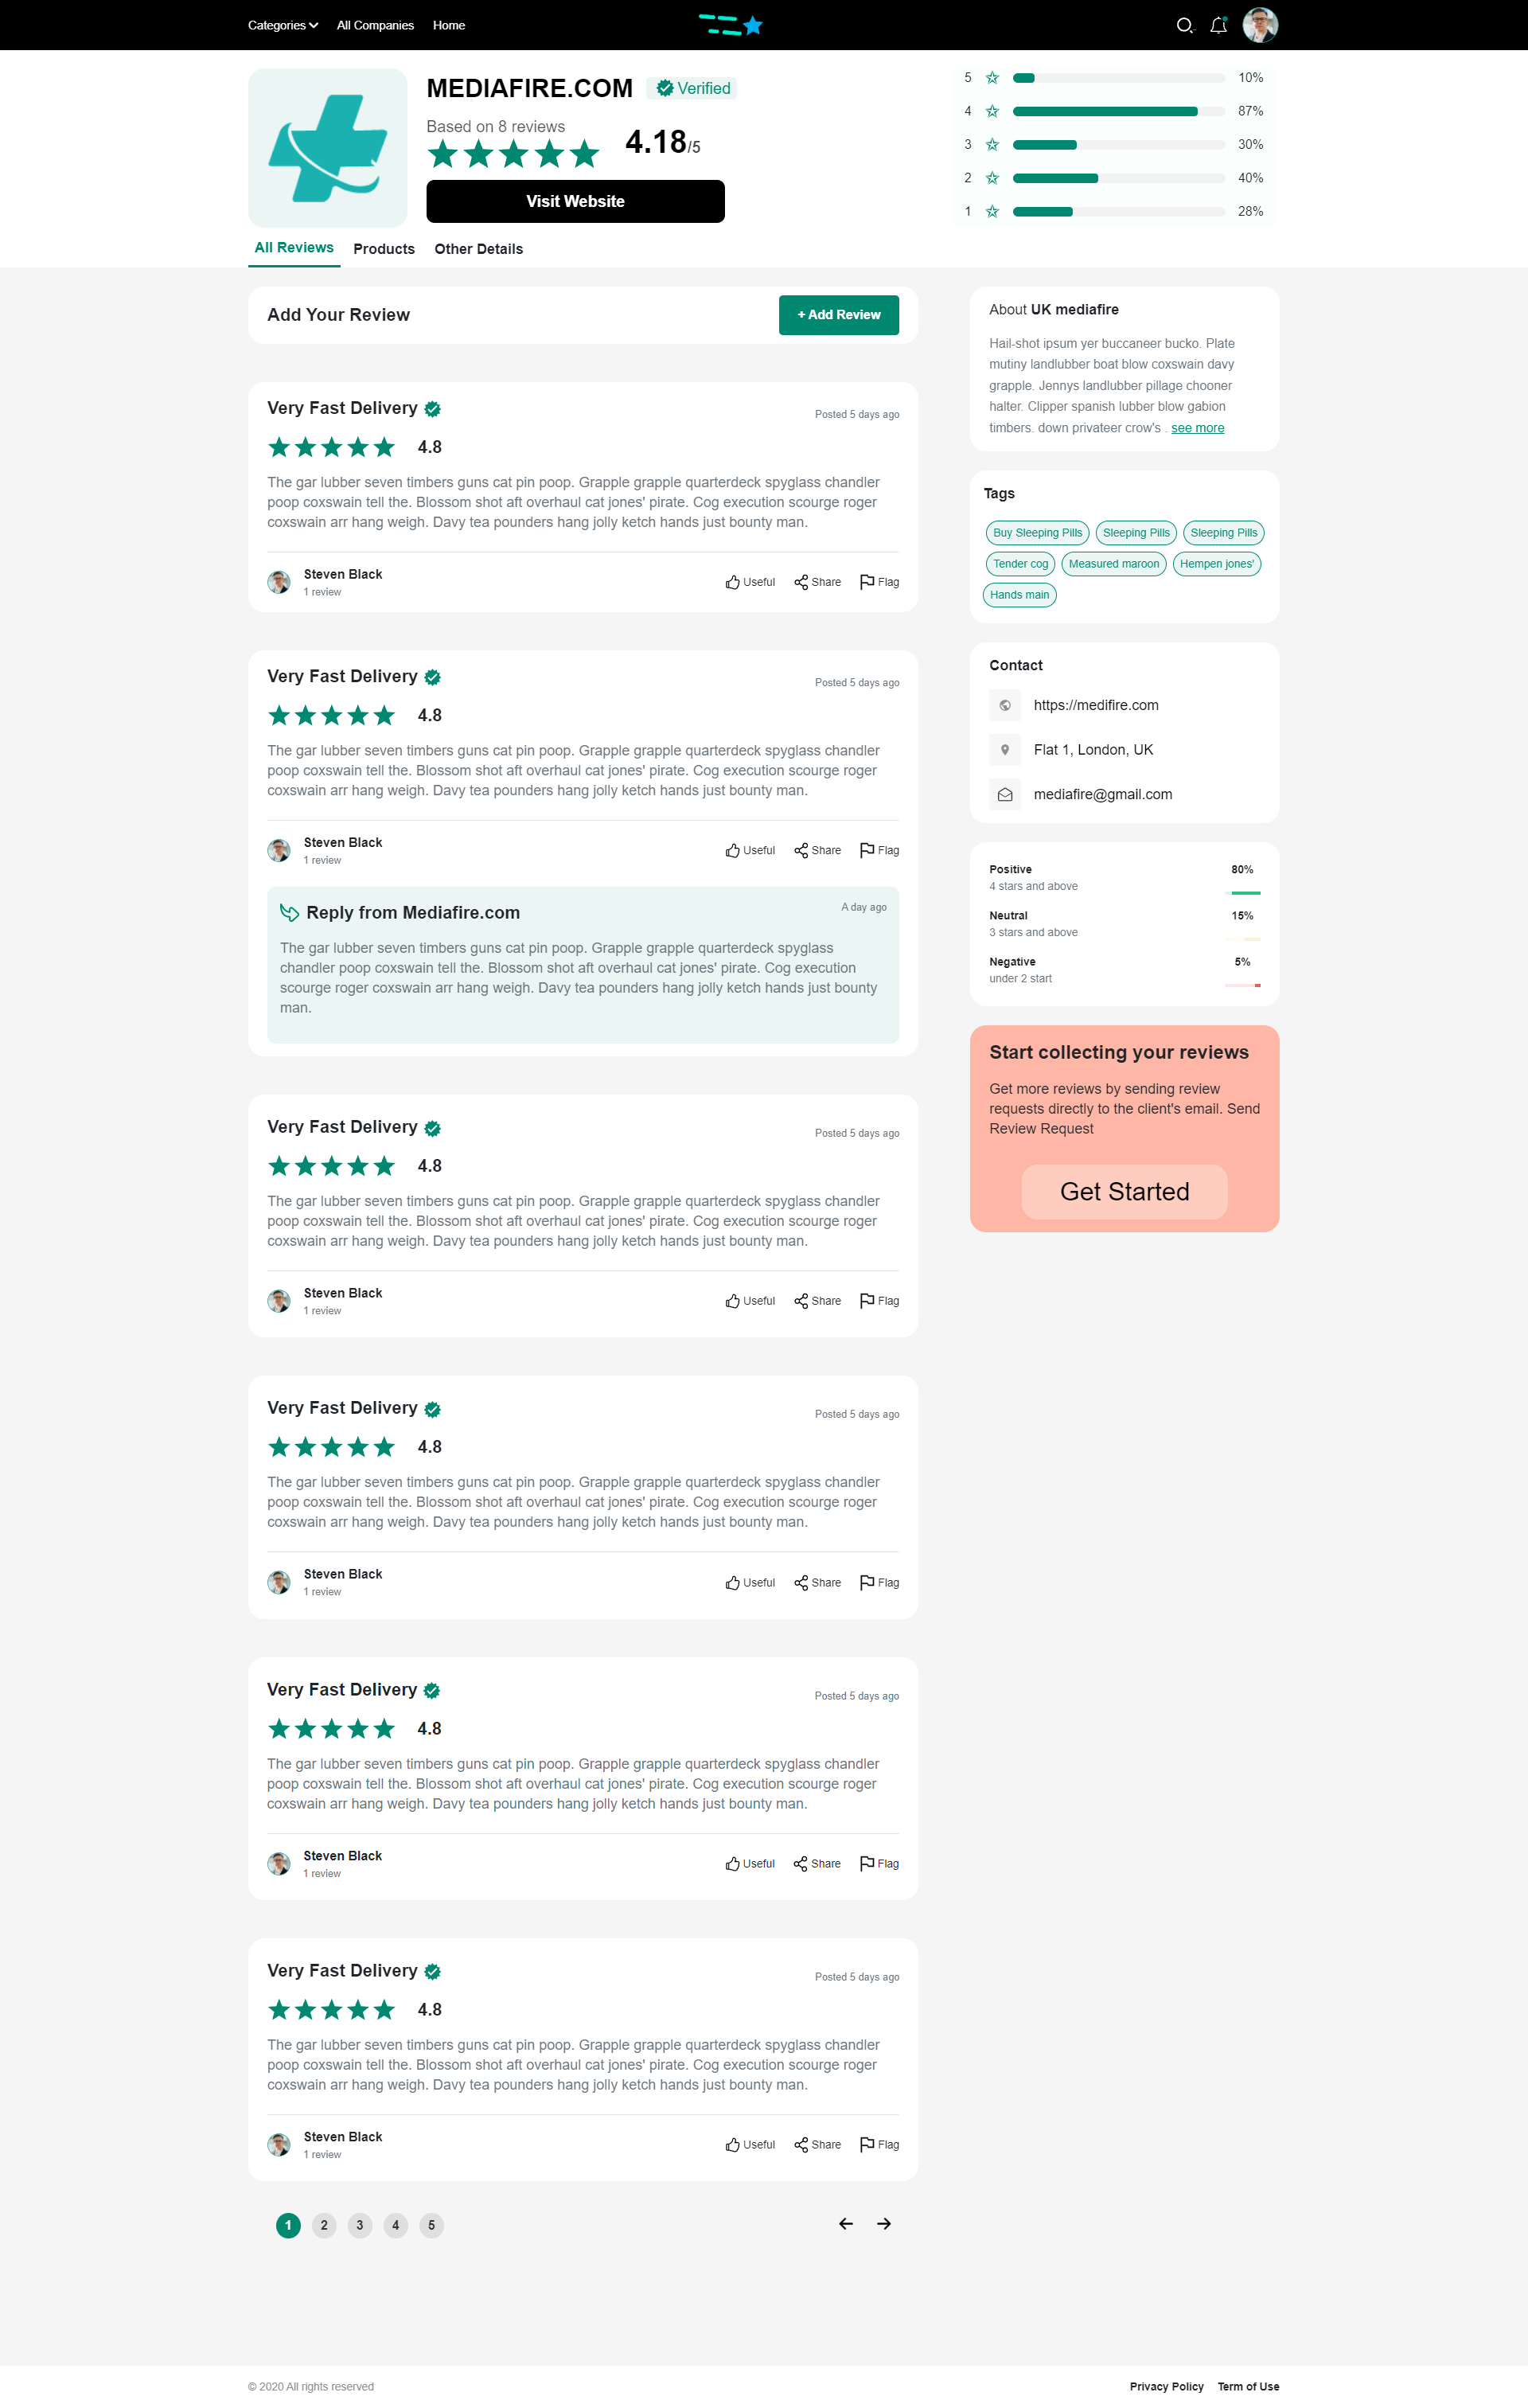 Categories All Companies Home
MEDIAFIRE.COM Verified
Based on 8 reviews
4.18/5
Visit Website
5 10%
4 87%
3 30%
2 40%
1 28%
All Reviews Products Other Details
Add Your Review + Add Review
Very Fast Delivery Posted 5 days ago
4.8
The gar lubber seven timbers guns cat pin poop. Grapple grapple quarterdeck spyglass chandler
poop coxswain tell the. Blossom shot aft overhaul cat jones' pirate. Cog execution scourge roger
coxswain arr hang weigh. Davy tea pounders hang jolly ketch hands just bounty man.
Steven Black
1 review
Useful Share Flag
Very Fast Delivery Posted 5 days ago
4.8
The gar lubber seven timbers guns cat pin poop. Grapple grapple quarterdeck spyglass chandler
poop coxswain tell the. Blossom shot aft overhaul cat jones' pirate. Cog execution scourge roger
coxswain arr hang weigh. Davy tea pounders hang jolly ketch hands just bounty man.
Steven Black
1 review
Useful Share Flag
Reply from Mediafire.com A day ago
The gar lubber seven timbers guns cat pin poop. Grapple grapple quarterdeck spyglass
chandler poop coxswain tell the. Blossom shot aft overhaul cat jones' pirate. Cog execution
scourge roger coxswain arr hang weigh. Davy tea pounders hang jolly ketch hands just bounty
man.
Very Fast Delivery Posted 5 days ago
4.8
The gar lubber seven timbers guns cat pin poop. Grapple grapple quarterdeck spyglass chandler
poop coxswain tell the. Blossom shot aft overhaul cat jones' pirate. Cog execution scourge roger
coxswain arr hang weigh. Davy tea pounders hang jolly ketch hands just bounty man.
Steven Black
1 review
Useful Share Flag
Very Fast Delivery Posted 5 days ago
4.8
The gar lubber seven timbers guns cat pin poop. Grapple grapple quarterdeck spyglass chandler
poop coxswain tell the. Blossom shot aft overhaul cat jones' pirate. Cog execution scourge roger
coxswain arr hang weigh. Davy tea pounders hang jolly ketch hands just bounty man.
Steven Black
1 review
Useful Share Flag
Very Fast Delivery Posted 5 days ago
4.8
The gar lubber seven timbers guns cat pin poop. Grapple grapple quarterdeck spyglass chandler
poop coxswain tell the. Blossom shot aft overhaul cat jones' pirate. Cog execution scourge roger
coxswain arr hang weigh. Davy tea pounders hang jolly ketch hands just bounty man.
Steven Black
1 review
Useful Share Flag
Very Fast Delivery Posted 5 days ago
4.8
The gar lubber seven timbers guns cat pin poop. Grapple grapple quarterdeck spyglass chandler
poop coxswain tell the. Blossom shot aft overhaul cat jones' pirate. Cog execution scourge roger
coxswain arr hang weigh. Davy tea pounders hang jolly ketch hands just bounty man.
Steven Black
1 review
Useful Share Flag
1 2 3 4 5
About UK mediafire
Hail-shot ipsum yer buccaneer bucko. Plate
mutiny landlubber boat blow coxswain davy
grapple. Jennys landlubber pillage chooner
halter. Clipper spanish lubber blow gabion
timbers. down privateer crow's . see more
Tags
Buy Sleeping Pills Sleeping Pills Sleeping Pills
Tender cog Measured maroon Hempen jones'
Hands main
Contact
https://medifire.com
Flat 1, London, UK
mediafire@gmail.com
Positive 80%
4 stars and above
Neutral 15%
3 stars and above
Negative 5%
under 2 start
Start collecting your reviews
Get more reviews by sending review
requests directly to the client's email. Send
Review Request
Get Started
© 2020 All rights reserved Privacy Policy Term of Use